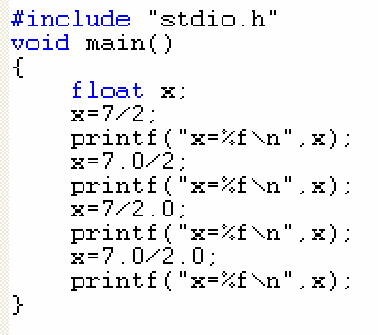 #include "stdio.h"
void main()
{
    float x;
    x=7/2;
    printf("x=%f\n",x);
    x=7.0/2;
    printf("x=%f\n",x);
    x=7/2.0;
    printf("x=%f\n",x);
    x=7.0/2.0;
    printf("x=%f\n",x);
}